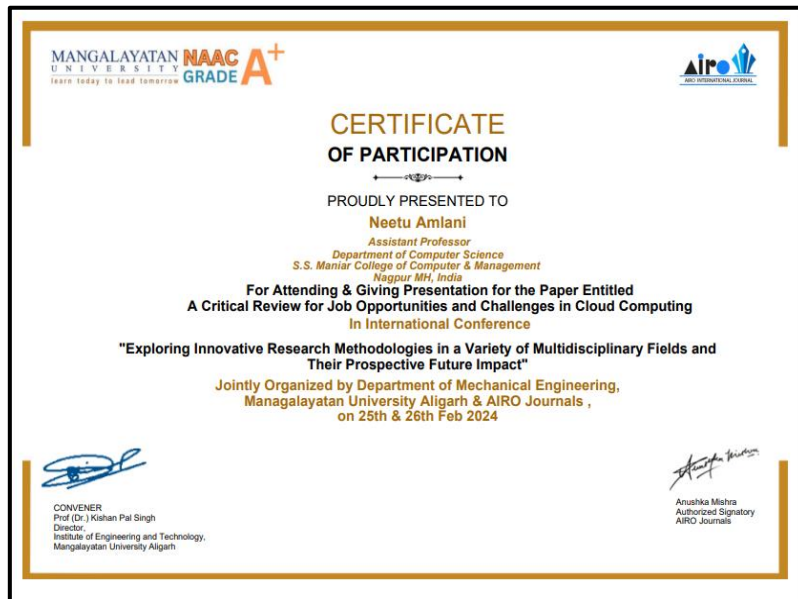 MANGALAYATAN
UNIVERSITY
learn today to lead tomorrow
NAAC
GRADE A+
AIRO
AIRO INTERNATIONAL JOURNAL
CERTIFICATE
OF PARTICIPATION
PROUDLY PRESENTED TO
Neetu Amlani
Assistant Professor
Department of Computer Science
S.S. Maniar College of Computer & Management
Nagpur MH, India
For Attending & Giving Presentation for the Paper Entitled
A Critical Review for Job Opportunities and Challenges in Cloud Computing
In International Conference
"Exploring Innovative Research Methodologies in a Variety of Multidisciplinary Fields and
Their Prospective Future Impact"
Jointly Organized by Department of Mechanical Engineering,
Managalayatan University Aligarh & AIRO Journals ,
on 25th & 26th Feb 2024
CONVENER
Prof (Dr.) Kishan Pal Singh
Director,
Institute of Engineering and Technology,
Mangalayatan University Aligarh
Anushka Mishra
Anushka Mishra
Authorized Signatory
AIRO Journals